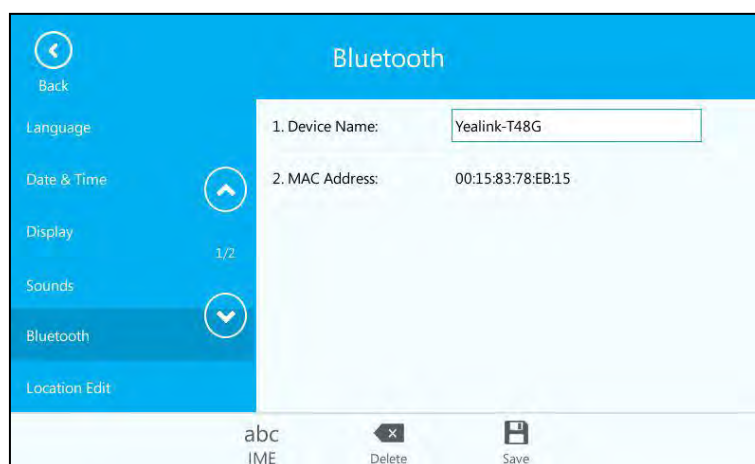 Bluetooth
Back
Language
Date & Time
Display
1/2
Sounds
Bluetooth
Location Edit
1. Device Name: Yealink-T48G
2. MAC Address: 00:15:83:78:EB:15
abc
IME
Delete
Save